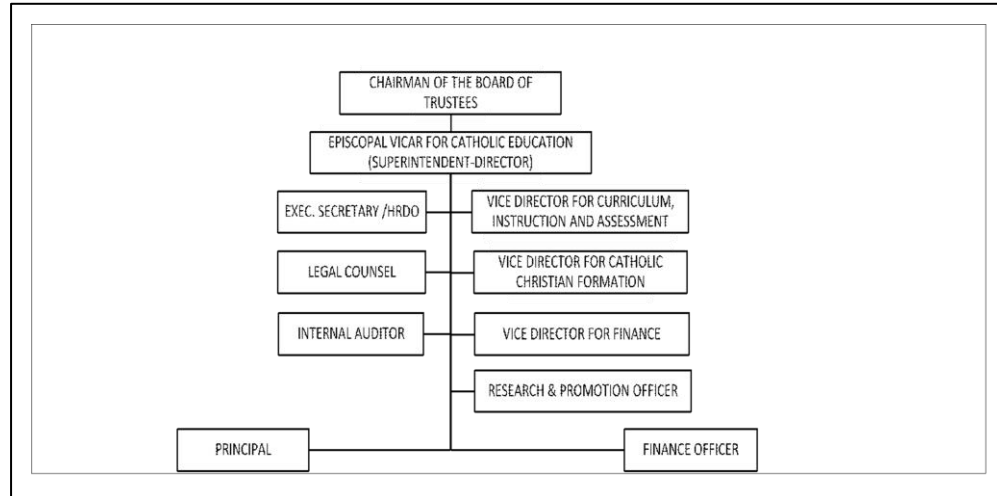 CHAIRMAN OF THE BOARD OF
TRUSTEES
EPISCOPAL VICAR FOR CATHOLIC EDUCATION
(SUPERINTENDENT-DIRECTOR)
EXEC. SECRETARY /HRDO
VICE DIRECTOR FOR CURRICULUM,
INSTRUCTION AND ASSESSMENT
LEGAL COUNSEL
VICE DIRECTOR FOR CATHOLIC
CHRISTIAN FORMATION
INTERNAL AUDITOR
VICE DIRECTOR FOR FINANCE
RESEARCH & PROMOTION OFFICER
PRINCIPAL
FINANCE OFFICER